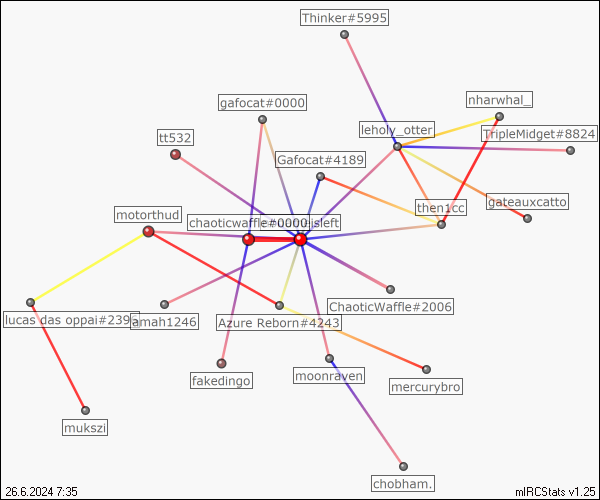 Thinker#5995
nharwhal_
gafocat#0000
leholy_otter
TripleMidget#8824
tt532
Gafocat#4189
gateauxcatto
then1cc
motorthud
chaoticwaffle#0000
left
ChaoticWaffle#2006
lucas das oppai#239
amah1246
Azure Reborn#4243
fakedingo
moonraven
mercurybro
mukszi
chobham.
26.6.2024 7:35
mIRCStats v1.25